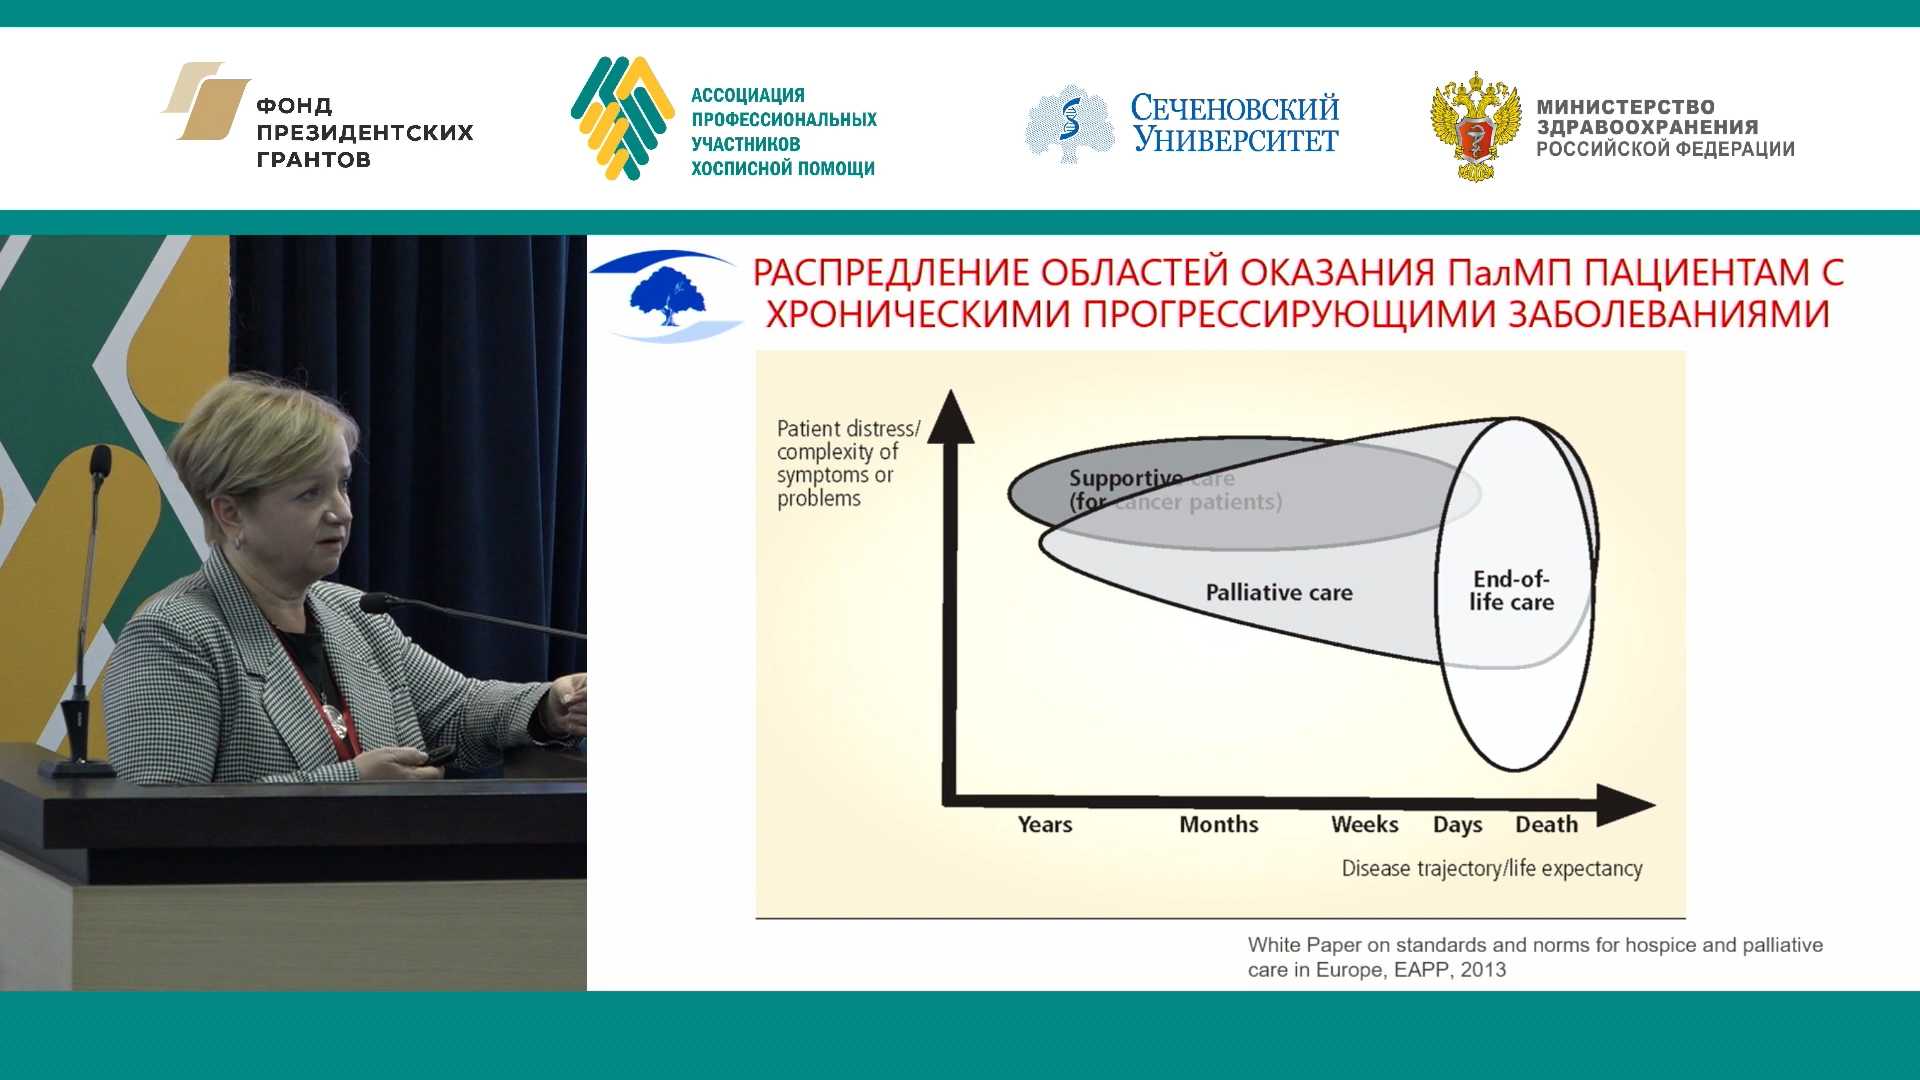 ФОНД
ПРЕЗИДЕНТСКИХ
ГРАНТОВ
АССОЦИАЦИЯ
ПРОФЕССИОНАЛЬНЫХ
УЧАСТНИКОВ
ХОСПИСНОЙ ПОМОЩИ
СЕЧЕНОВСКИЙ
УНИВЕРСИТЕТ
МИНИСТЕРСТВО
ЗДРАВООХРАНЕНИЯ
РОССИЙСКОЙ ФЕДЕРАЦИИ
РАСПРЕДЛЕНИЕ ОБЛАСТЕЙ ОКАЗАНИЯ ПалМП ПАЦИЕНТАМ С
ХРОНИЧЕСКИМИ ПРОГРЕССИРУЮЩИМИ ЗАБОЛЕВАНИЯМИ
Patient distress/
complexity of
symptoms or
problems
Supportive care
(for cancer patients)
Palliative care
End-of-
life care
Years Months Weeks Days Death
Disease trajectory/life expectancy
White Paper on standards and norms for hospice and palliative
care in Europe, EAPP, 2013